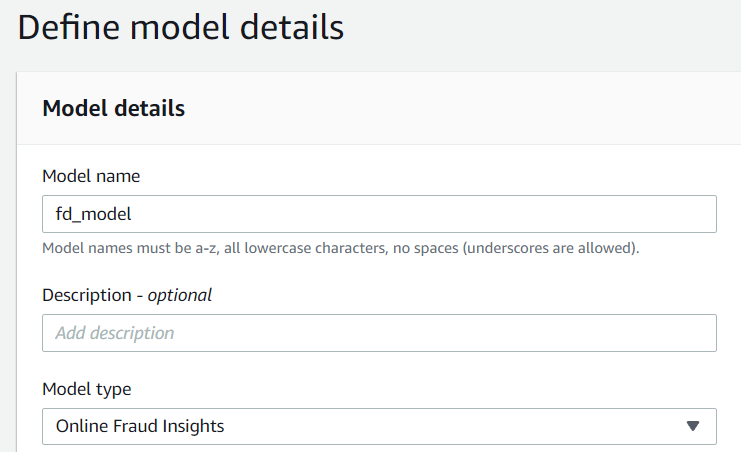 Define model details
Model details
Model name
fd_model
Model names must be a-z, all lowercase characters, no spaces (underscores are allowed).
Description - optional
Add description
Model type
Online Fraud Insights